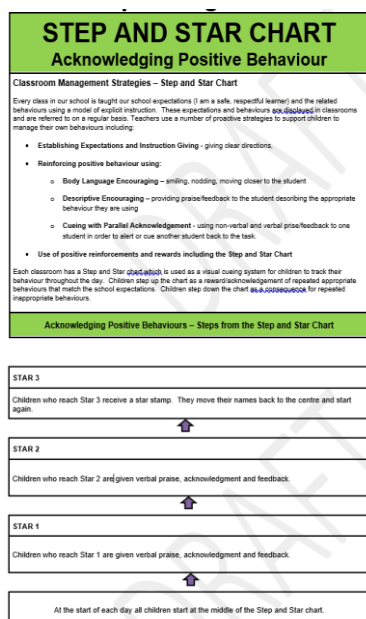 STEP AND STAR CHART
Acknowledging Positive Behaviour
Classroom Management Strategies – Step and Star Chart
Every class in our school is taught our school expectations (I am a safe, respectful learner) and the related
behaviours using a model of explicit instruction. These expectations and behaviours are displayed in classrooms
and are referred to on a regular basis. Teachers use a number of proactive strategies to support children to
manage their own behaviours including:
• Establishing Expectations and Instruction Giving - giving clear directions,
• Reinforcing positive behaviour using:
o Body Language Encouraging – smiling, nodding, moving closer to the student
o Descriptive Encouraging – providing praise/feedback to the student describing the appropriate
behaviour they are using
o Cueing with Parallel Acknowledgement - using non-verbal and verbal prise/feedback to one
student in order to alert or cue another student back to the task.
• Use of positive reinforcements and rewards including the Step and Star Chart
Each classroom has a Step and Star chart which is used as a visual cueing system for children to track their
behaviour throughout the day. Children step up the chart as a reward/acknowledgement of repeated appropriate
behaviours that match the school expectations. Children step down the chart as a consequence for repeated
inappropriate behaviours.
Acknowledging Positive Behaviours – Steps from the Step and Star Chart
STAR 3
Children who reach Star 3 receive a star stamp. They move their names back to the centre and start
again.
STAR 2
Children who reach Star 2 are given verbal praise, acknowledgment and feedback.
STAR 1
Children who reach Star 1 are given verbal praise, acknowledgment and feedback.
At the start of each day all children start at the middle of the Step and Star chart.
DRAFT
DRAFT